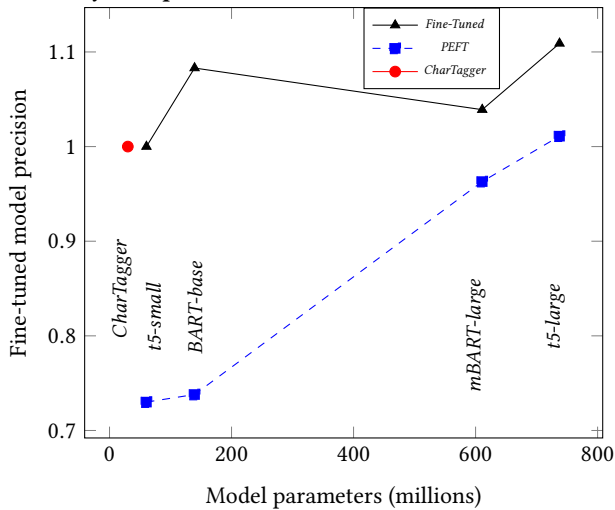 Fine-Tuned
PEFT
CharTagger
1.1
1
0.9
0.8
0.7
Fine-tuned model precision
CharTagger
t5-small
BART-base
mBART-large
t5-large
0
200
400
600
800
Model parameters (millions)